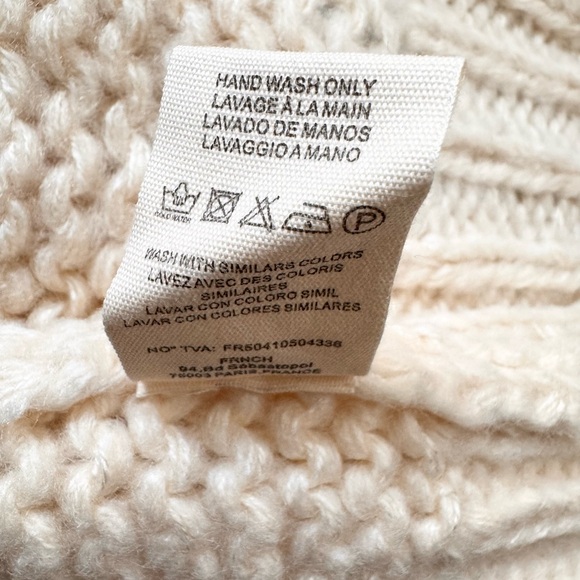 HAND WASH ONLY
LAVAGE À LA MAIN
LAVADO DE MANOS
LAVAGGIO A MANO
COLD WATER
P
WASH WITH SIMILARS COLORS
LAVEZ AVEC DES COLORIS
SIMILAIRES
LAVAR CON COLORO SIMIL
LAVAR CON COLORES SIMILARES
NO° TVA: FR50410504336
FRNCH
94,Bd Sébastopol
75003 PARIS, FRANCE